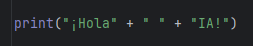 print("¡Hola" + " " + "IA!")